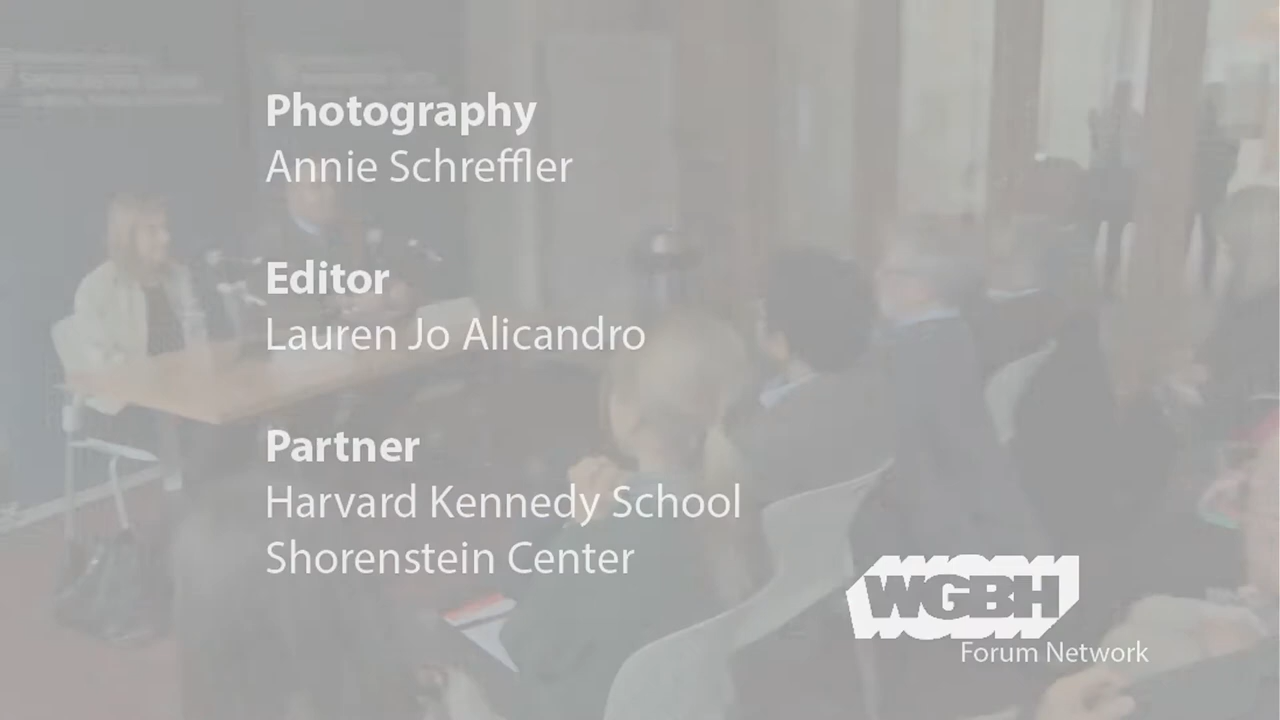 Photography
Annie Schreffler
Editor
Lauren Jo Alicandro
Partner
Harvard Kennedy School
Shorenstein Center
WGBH
Forum Network